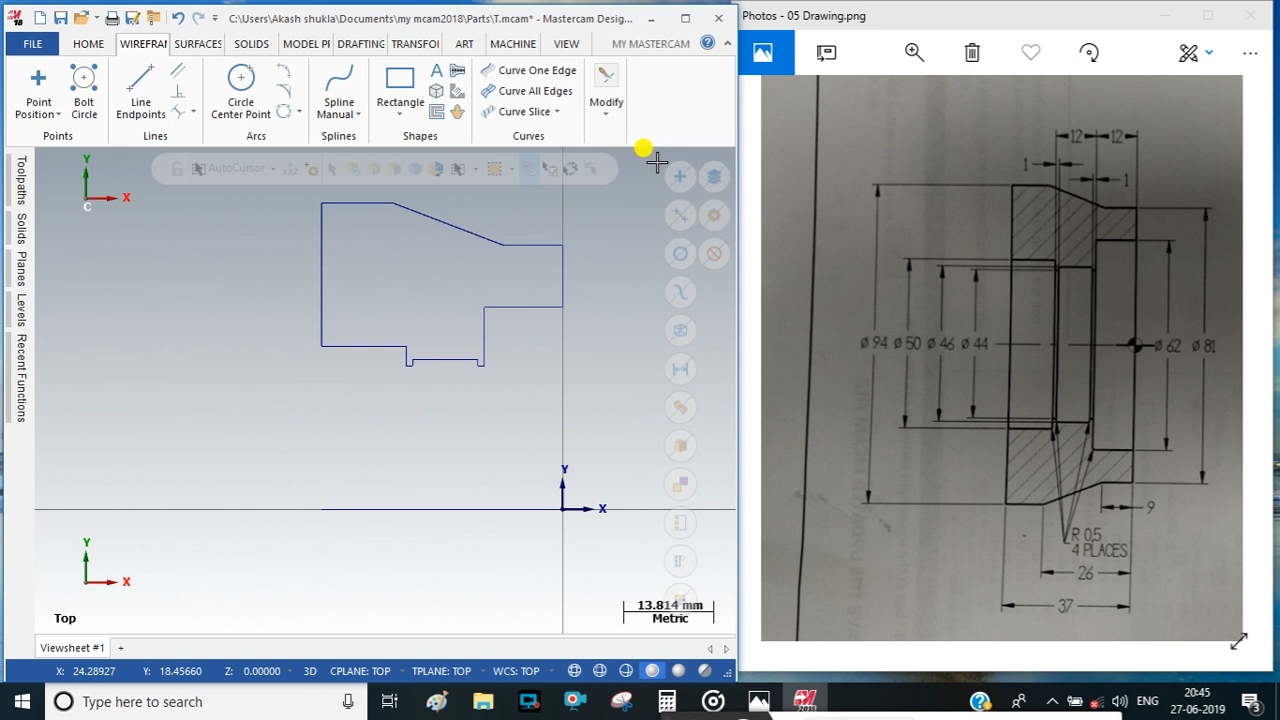 C:\Users\Akash shukla\Documents\my mcam2018\Parts\T.mcam* - Mastercam Desig...
18
FILE
HOME
WIREFRAM
SURFACES
SOLIDS
MODEL PR
DRAFTING
TRANSFO
ART
MACHINE
VIEW
MY MASTERCAM
Point
Position
Bolt
Circle
Line
Endpoints
Circle
Center Point
Spline
Manual
Rectangle
A
Curve One Edge
Curve All Edges
Curve Slice
Modify
Points
Lines
Arcs
Splines
Shapes
Curves
AutoCursor
Toolpaths
Solids
Planes
Levels
Recent Functions
Y
X
C
Y
X
Y
X
Top
13.814 mm
Metric
Viewsheet #1
X: 24.28927 Y: 18.45660 Z: 0.00000 3D CPLANE: TOP TPLANE: TOP WCS: TOP
Photos - 05 Drawing.png
12
12
1
1
Ø 94
Ø 50
Ø 46
Ø 44
Ø 62
Ø 81
9
R 0,5
4 PLACES
26
37
Type here to search
ENG
20:45
27-06-2019
3